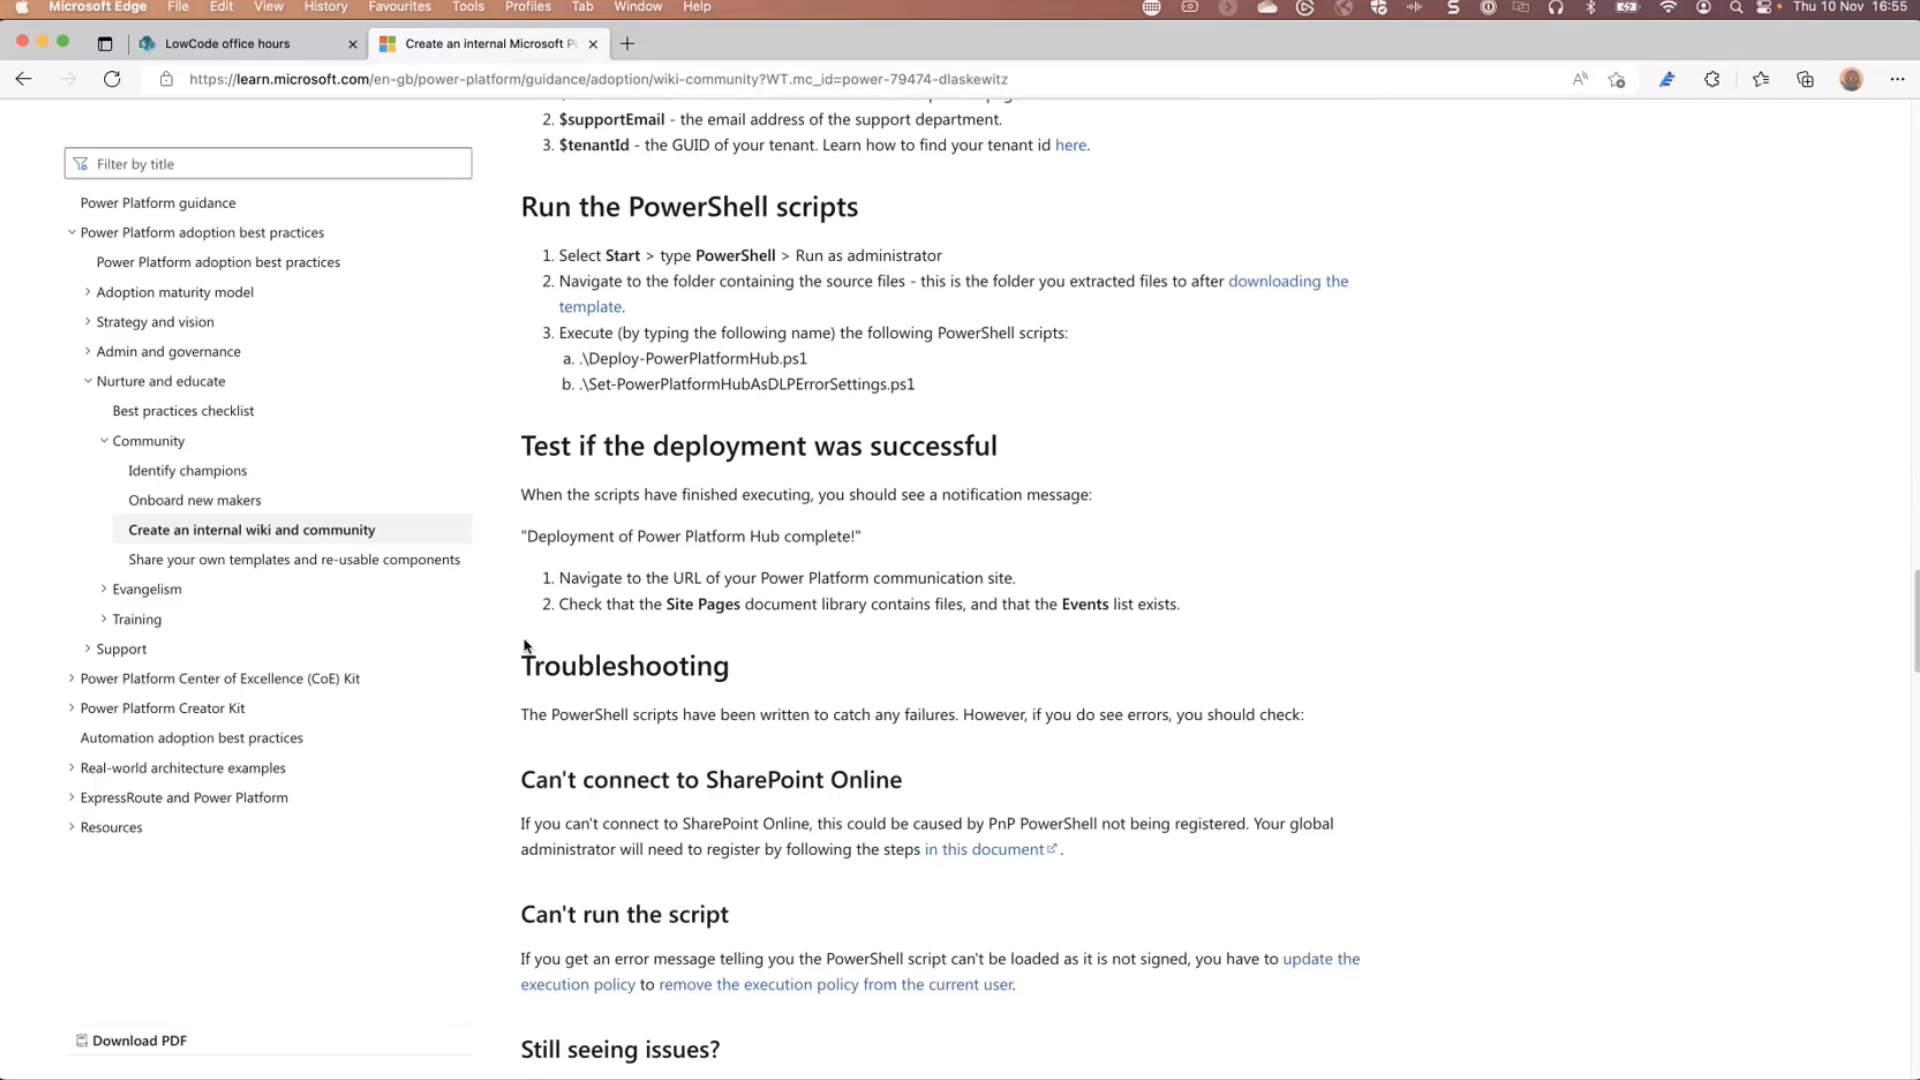 Microsoft Edge File Edit View History Favourites Tools Profiles Tab Window Help Thu 10 Nov 16:55
LowCode office hours
Create an internal Microsoft P
https://learn.microsoft.com/en-gb/power-platform/guidance/adoption/wiki-community?WT.mc_id=power-79474-dlaskewitz
Filter by title
Power Platform guidance
Power Platform adoption best practices
Power Platform adoption best practices
Adoption maturity model
Strategy and vision
Admin and governance
Nurture and educate
Best practices checklist
Community
Identify champions
Onboard new makers
Create an internal wiki and community
Share your own templates and re-usable components
Evangelism
Training
Support
Power Platform Center of Excellence (CoE) Kit
Power Platform Creator Kit
Automation adoption best practices
Real-world architecture examples
ExpressRoute and Power Platform
Resources
Download PDF
2. $supportEmail - the email address of the support department.
3. $tenantId - the GUID of your tenant. Learn how to find your tenant id here.
Run the PowerShell scripts
1. Select Start > type PowerShell > Run as administrator
2. Navigate to the folder containing the source files - this is the folder you extracted files to after downloading the
template.
3. Execute (by typing the following name) the following PowerShell scripts:
a. .\Deploy-PowerPlatformHub.ps1
b. .\Set-PowerPlatformHubAsDLPErrorSettings.ps1
Test if the deployment was successful
When the scripts have finished executing, you should see a notification message:
"Deployment of Power Platform Hub complete!"
1. Navigate to the URL of your Power Platform communication site.
2. Check that the Site Pages document library contains files, and that the Events list exists.
Troubleshooting
The PowerShell scripts have been written to catch any failures. However, if you do see errors, you should check:
Can't connect to SharePoint Online
If you can't connect to SharePoint Online, this could be caused by PnP PowerShell not being registered. Your global
administrator will need to register by following the steps in this document.
Can't run the script
If you get an error message telling you the PowerShell script can't be loaded as it is not signed, you have to update the
execution policy to remove the execution policy from the current user.
Still seeing issues?